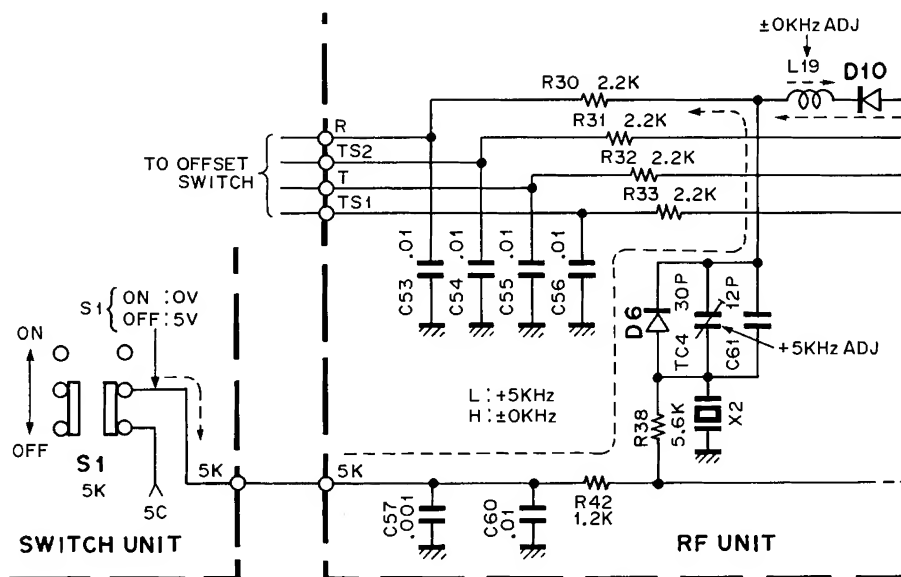 ±0KHz ADJ
L19
D10
R30 2.2K
R31 2.2K
R32 2.2K
R33 2.2K
R
TS2
T
TS1
TO OFFSET
SWITCH
C53 .01
C54 .01
C55 .01
C56 .01
D6
TC4 30P
C61 12P
+5KHz ADJ
S1 { ON :0V
OFF:5V
ON
OFF
S1
5K
5C
5K
5K
L:+5KHz
H:±0KHz
R38 5.6K
X2
C57 .001
C60 .01
R42
1.2K
SWITCH UNIT
RF UNIT